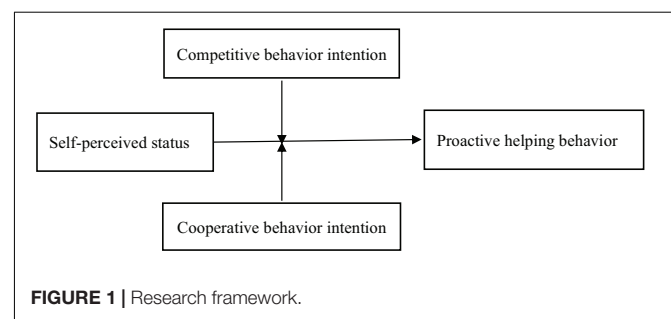 Competitive behavior intention
Self-perceived status
Proactive helping behavior
Cooperative behavior intention
FIGURE 1 | Research framework.